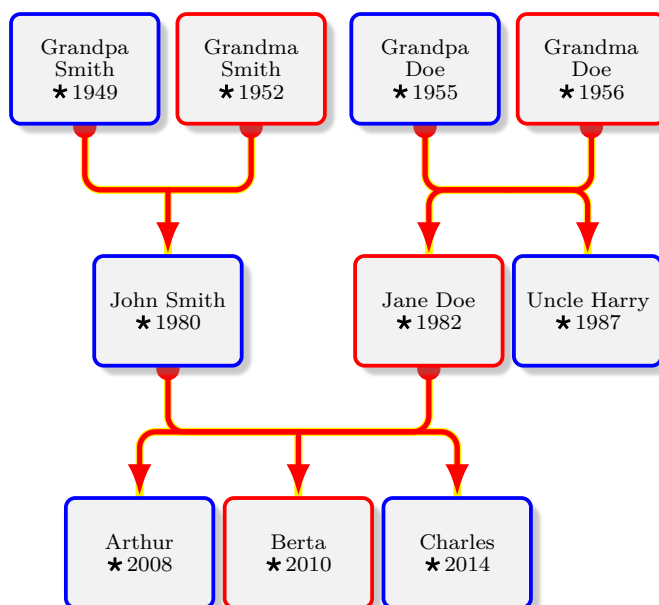 Grandpa
Smith
★1949
Grandma
Smith
★1952
Grandpa
Doe
★1955
Grandma
Doe
★1956
John Smith
★1980
Jane Doe
★1982
Uncle Harry
★1987
Arthur
★2008
Berta
★2010
Charles
★2014